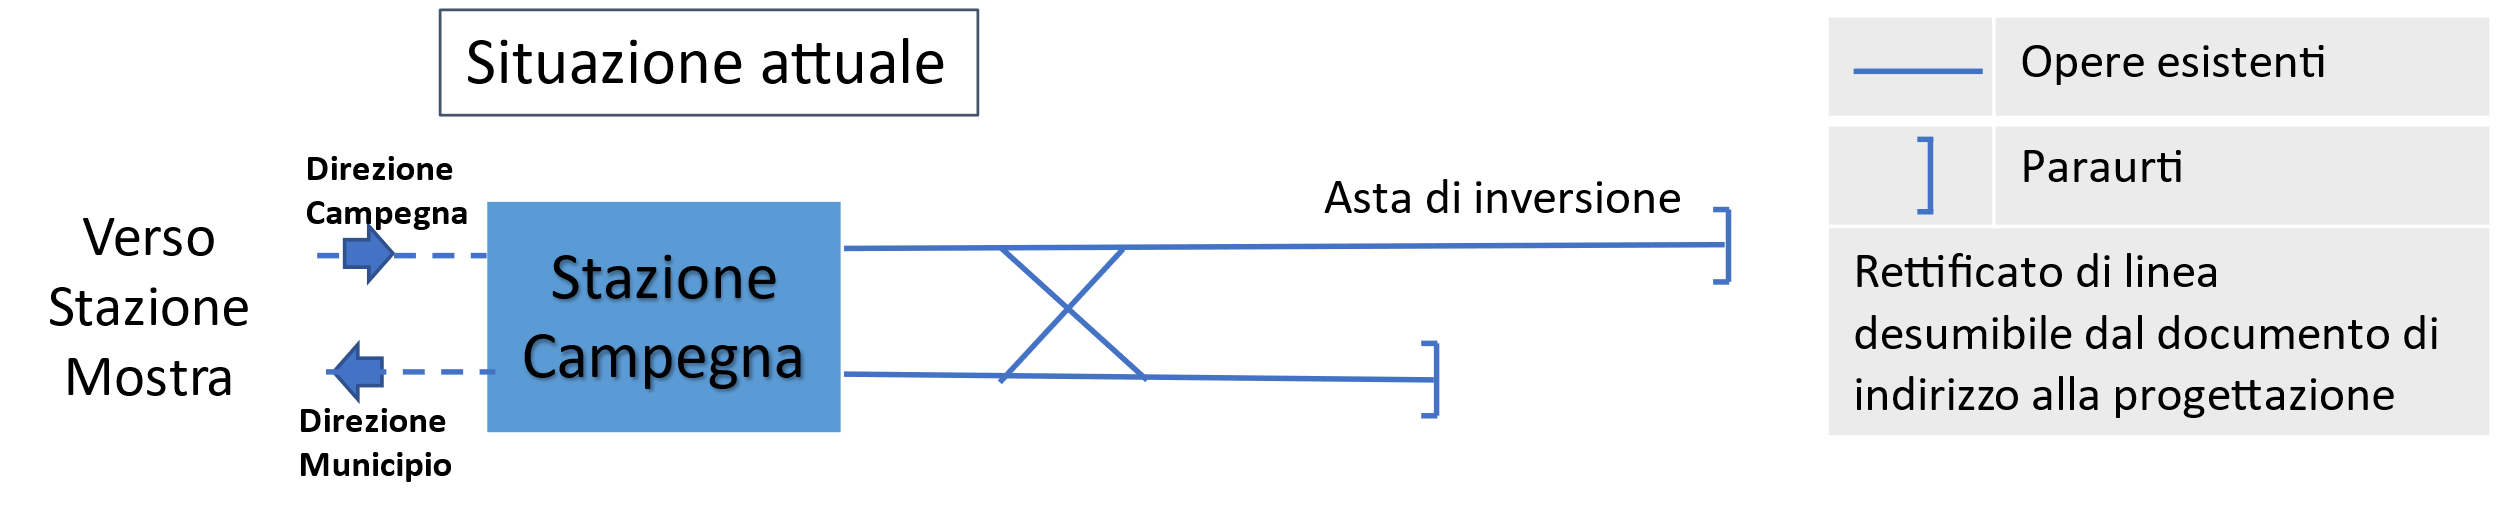 Situazione attuale
Opere esistenti
Paraurti
Rettificato di linea
desumibile dal documento di
indirizzo alla progettazione
Direzione
Campegna
Verso
Stazione
Mostra
Direzione
Municipio
Stazione
Campegna
Asta di inversione